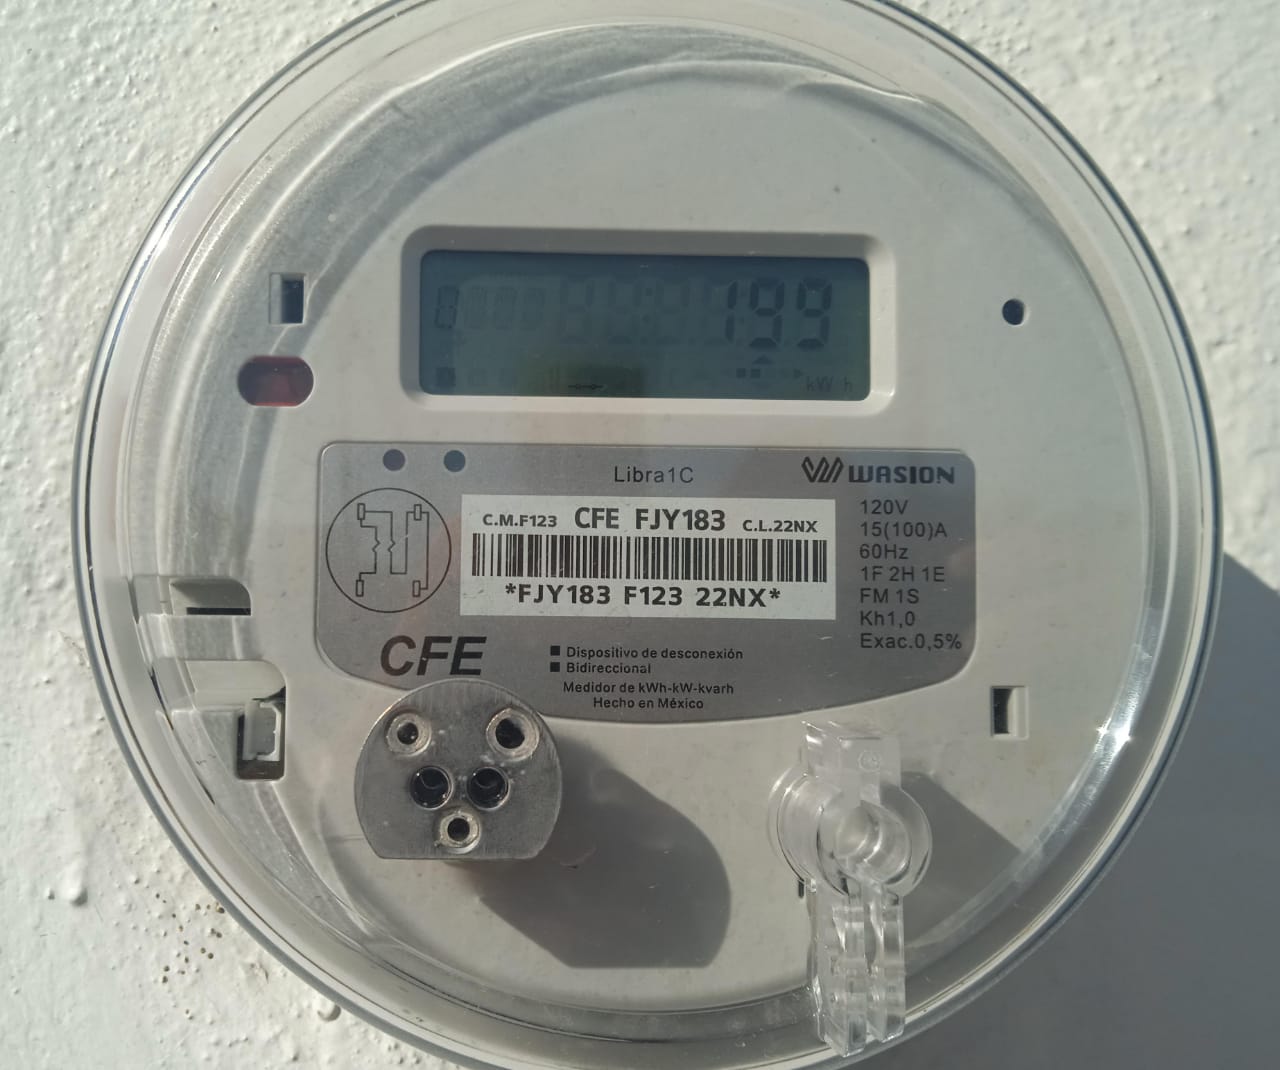 199
kW h
Libra1C
WASION
C.M.F123 CFE FJY183 C.L.22NX
*FJY183 F123 22NX*
120V
15(100)A
60Hz
1F 2H 1E
FM 1S
Kh1,0
Exac.0,5%
CFE
Dispositivo de desconexión
Bidireccional
Medidor de kWh-kW-kvarh
Hecho en México